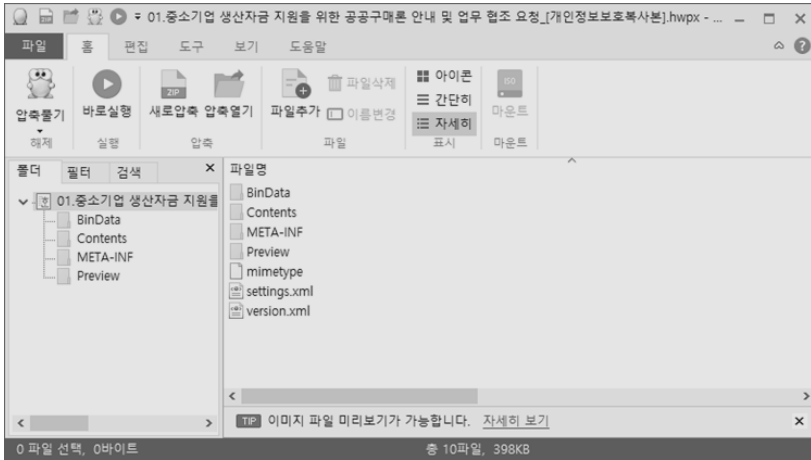 01.중소기업 생산자금 지원을 위한 공공구매론 안내 및 업무 협조 요청_[개인정보보호복사본].hwpx - ...
파일 홈 편집 도구 보기 도움말
압축풀기 바로실행 새로압축 압축열기 파일추가 파일삭제 이름변경 아이콘 간단히 자세히 마운트
ZIP ISO
해제 실행 압축 파일 표시 마운트
폴더 필터 검색
01.중소기업 생산자금 지원을
BinData
Contents
META-INF
Preview
파일명
BinData
Contents
META-INF
Preview
mimetype
settings.xml
version.xml
TIP 이미지 파일 미리보기가 가능합니다. 자세히 보기
0 파일 선택, 0바이트
총 10파일, 398KB